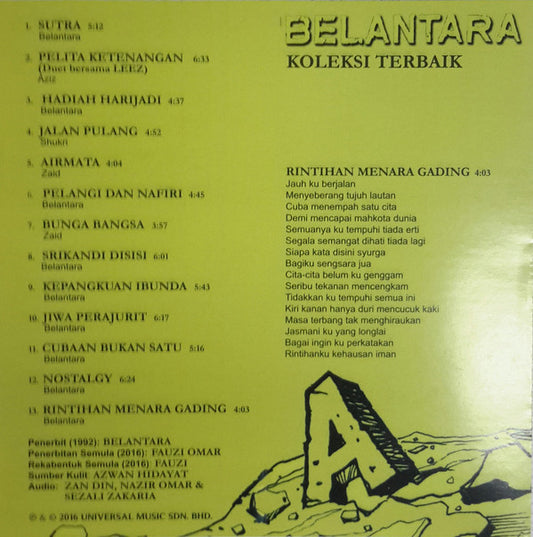 1. SUTRA 5:12
Belantara
2. PELITA KETENANGAN 6:33
(Duet bersama LEEZ)
Aziz
3. HADIAH HARIJADI 4:37
Belantara
4. JALAN PULANG 4:52
Shukri
5. AIRMATA 4:04
Zaid
6. PELANGI DAN NAFIRI 4:45
Belantara
7. BUNGA BANGSA 3:57
Zaid
8. SRIKANDI DISISI 6:01
Belantara
9. KEPANGKUAN IBUNDA 5:43
Belantara
10. JIWA PERAJURIT 6:17
Belantara
11. CUBAAN BUKAN SATU 5:16
Belantara
12. NOSTALGY 6:24
Belantara
13. RINTIHAN MENARA GADING 4:03
Belantara
Penerbit (1992): BELANTARA
Penerbitan Semula (2016): FAUZI OMAR
Rekabentuk Semula (2016) FAUZI
Sumber Kulit: AZWAN HIDAYAT
Audio: ZAN DIN, NAZIR OMAR &
SEZALI ZAKARIA
℗ & © 2016 UNIVERSAL MUSIC SDN. BHD.
BELANTARA
KOLEKSI TERBAIK
RINTIHAN MENARA GADING 4:03
Jauh ku berjalan
Menyeberang tujuh lautan
Cuba menempah satu cita
Demi mencapai mahkota dunia
Semuanya ku tempuhi tiada erti
Segala semangat dihati tiada lagi
Siapa kata disini syurga
Bagiku sengsara jua
Cita-cita belum ku genggam
Seribu tekanan mencengkam
Tidakkan ku tempuhi semua ini
Kiri kanan hanya duri mencucuk kaki
Masa terbang tak menghiraukan
Jasmani ku yang longlai
Bagai ingin ku perkatakan
Rintihanku kehausan iman
A